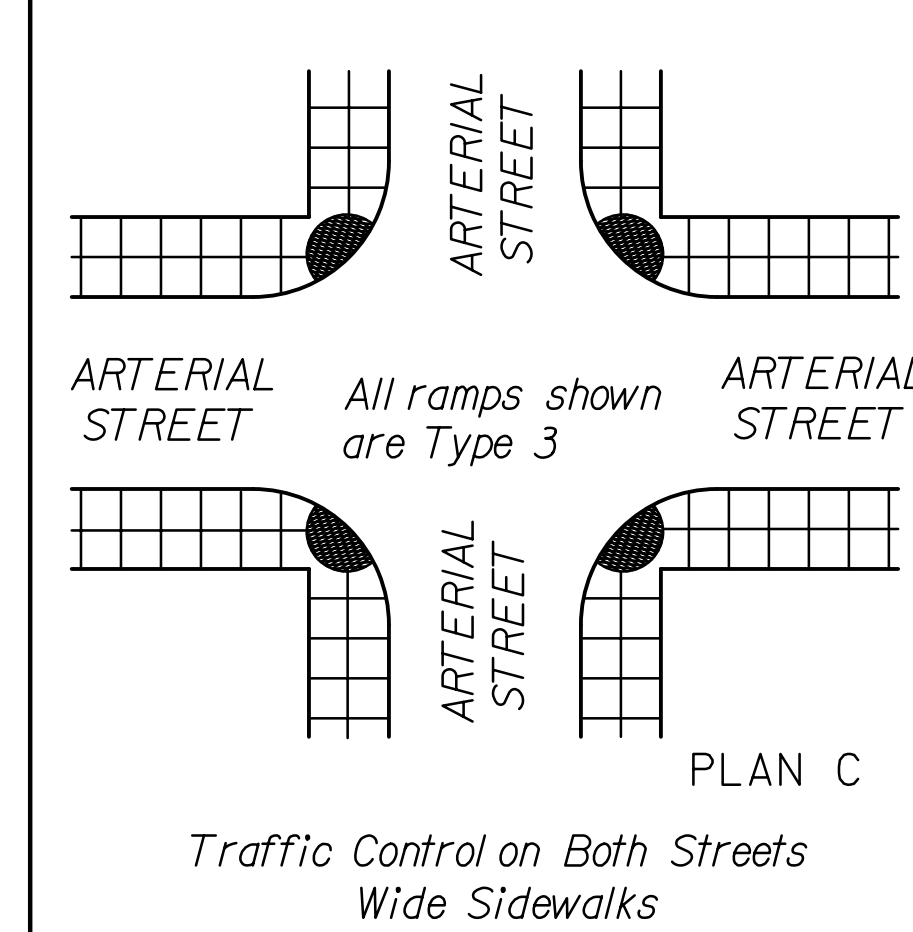 ARTERIAL
STREET
ARTERIAL
STREET
All ramps shown
are Type 3
ARTERIAL
STREET
ARTERIAL
STREET
PLAN C
Traffic Control on Both Streets
Wide Sidewalks